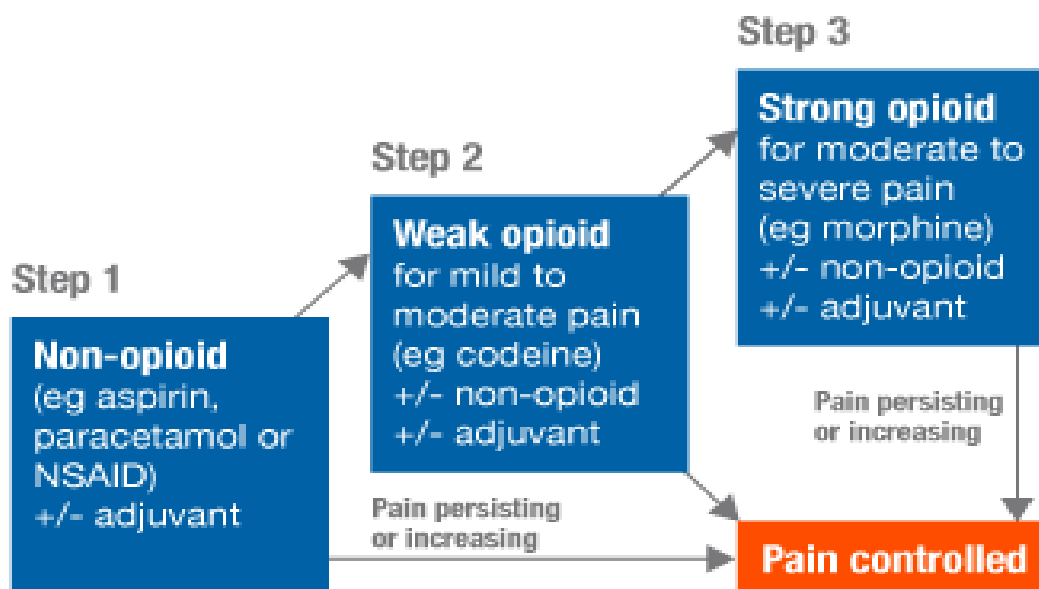 Step 1
Non-opioid
(eg aspirin,
paracetamol or
NSAID)
+/- adjuvant
Step 2
Weak opioid
for mild to
moderate pain
(eg codeine)
+/- non-opioid
+/- adjuvant
Step 3
Strong opioid
for moderate to
severe pain
(eg morphine)
+/- non-opioid
+/- adjuvant
Pain persisting
or increasing
Pain persisting
or increasing
Pain controlled